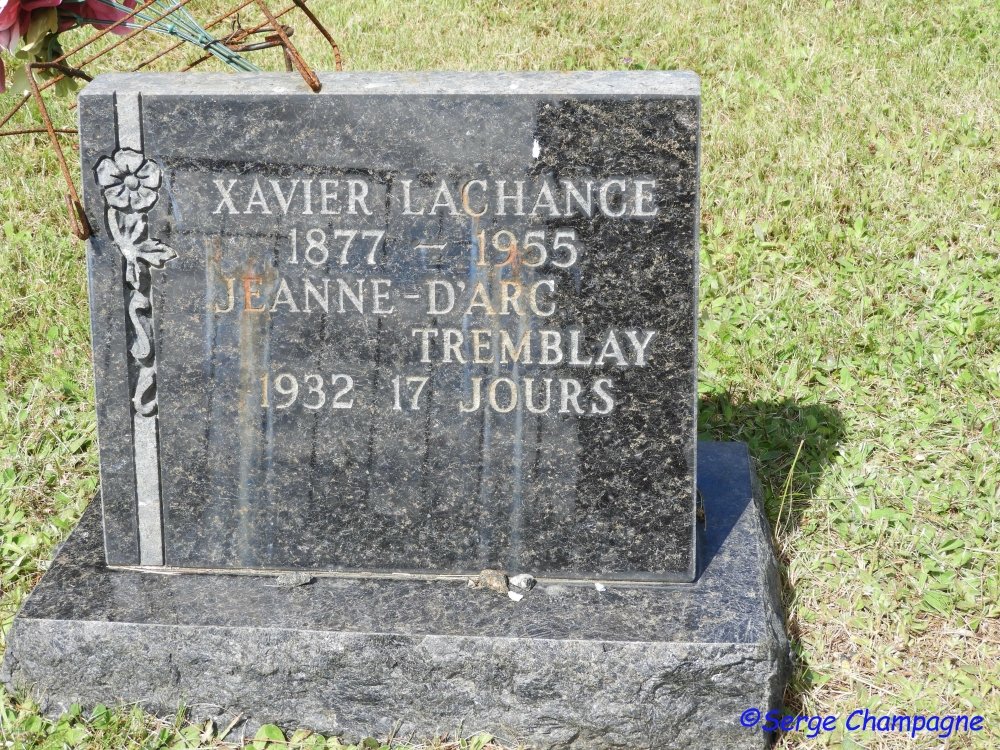 XAVIER LACHANCE
1877 – 1955
JEANNE-D'ARC
TREMBLAY
1932 17 JOURS
©Serge Champagne